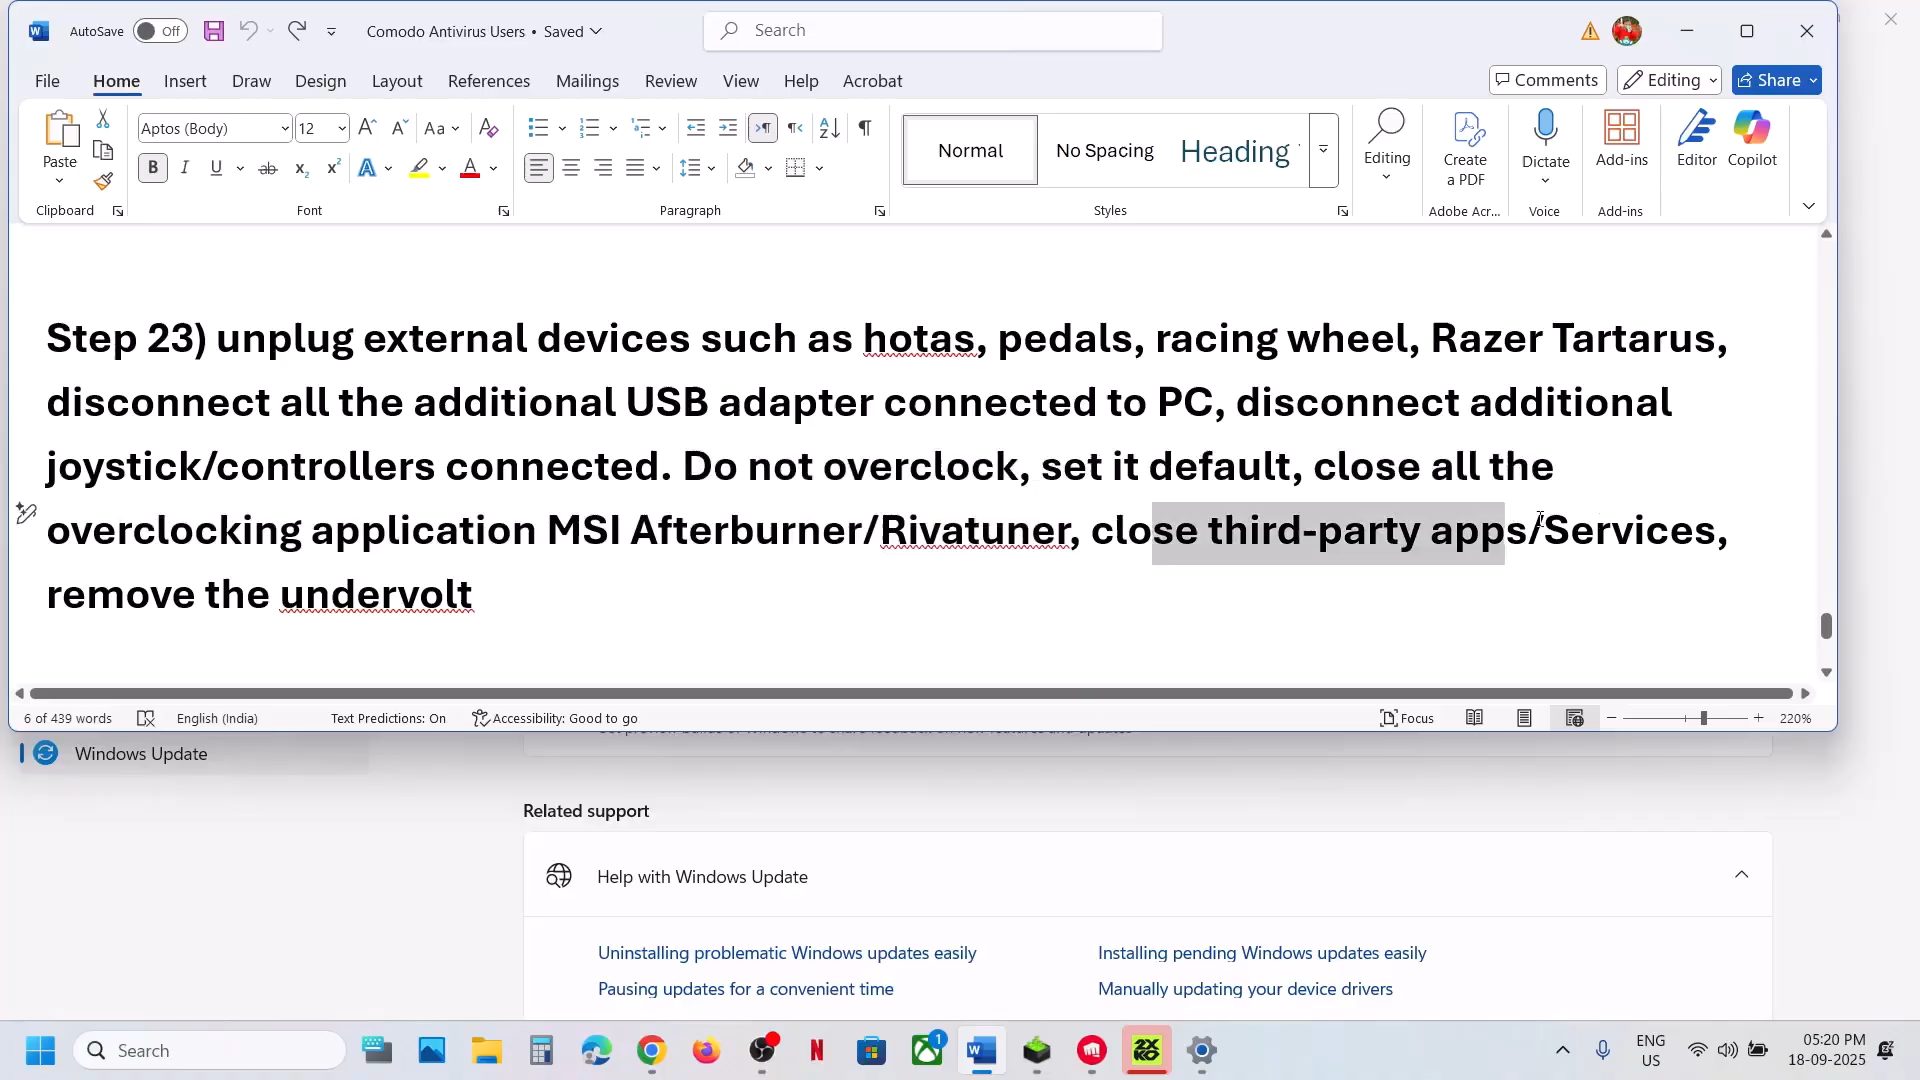 AutoSave Off Comodo Antivirus Users • Saved Search
File Home Insert Draw Design Layout References Mailings Review View Help Acrobat Comments Editing Share
Paste
Aptos (Body) 12 Aa
B I U ab x₂ x² A A
Normal No Spacing Heading
Editing Create a PDF Dictate Add-ins Editor Copilot
Clipboard Font Paragraph Styles Adobe Acr... Voice Add-ins
Step 23) unplug external devices such as hotas, pedals, racing wheel, Razer Tartarus,
disconnect all the additional USB adapter connected to PC, disconnect additional
joystick/controllers connected. Do not overclock, set it default, close all the
overclocking application MSI Afterburner/Rivatuner, close third-party apps/Services,
remove the undervolt
6 of 439 words English (India) Text Predictions: On Accessibility: Good to go Focus 220%
Windows Update
Related support
Help with Windows Update
Uninstalling problematic Windows updates easily Installing pending Windows updates easily
Pausing updates for a convenient time Manually updating your device drivers
Search
ENG
US
05:20 PM
18-09-2025